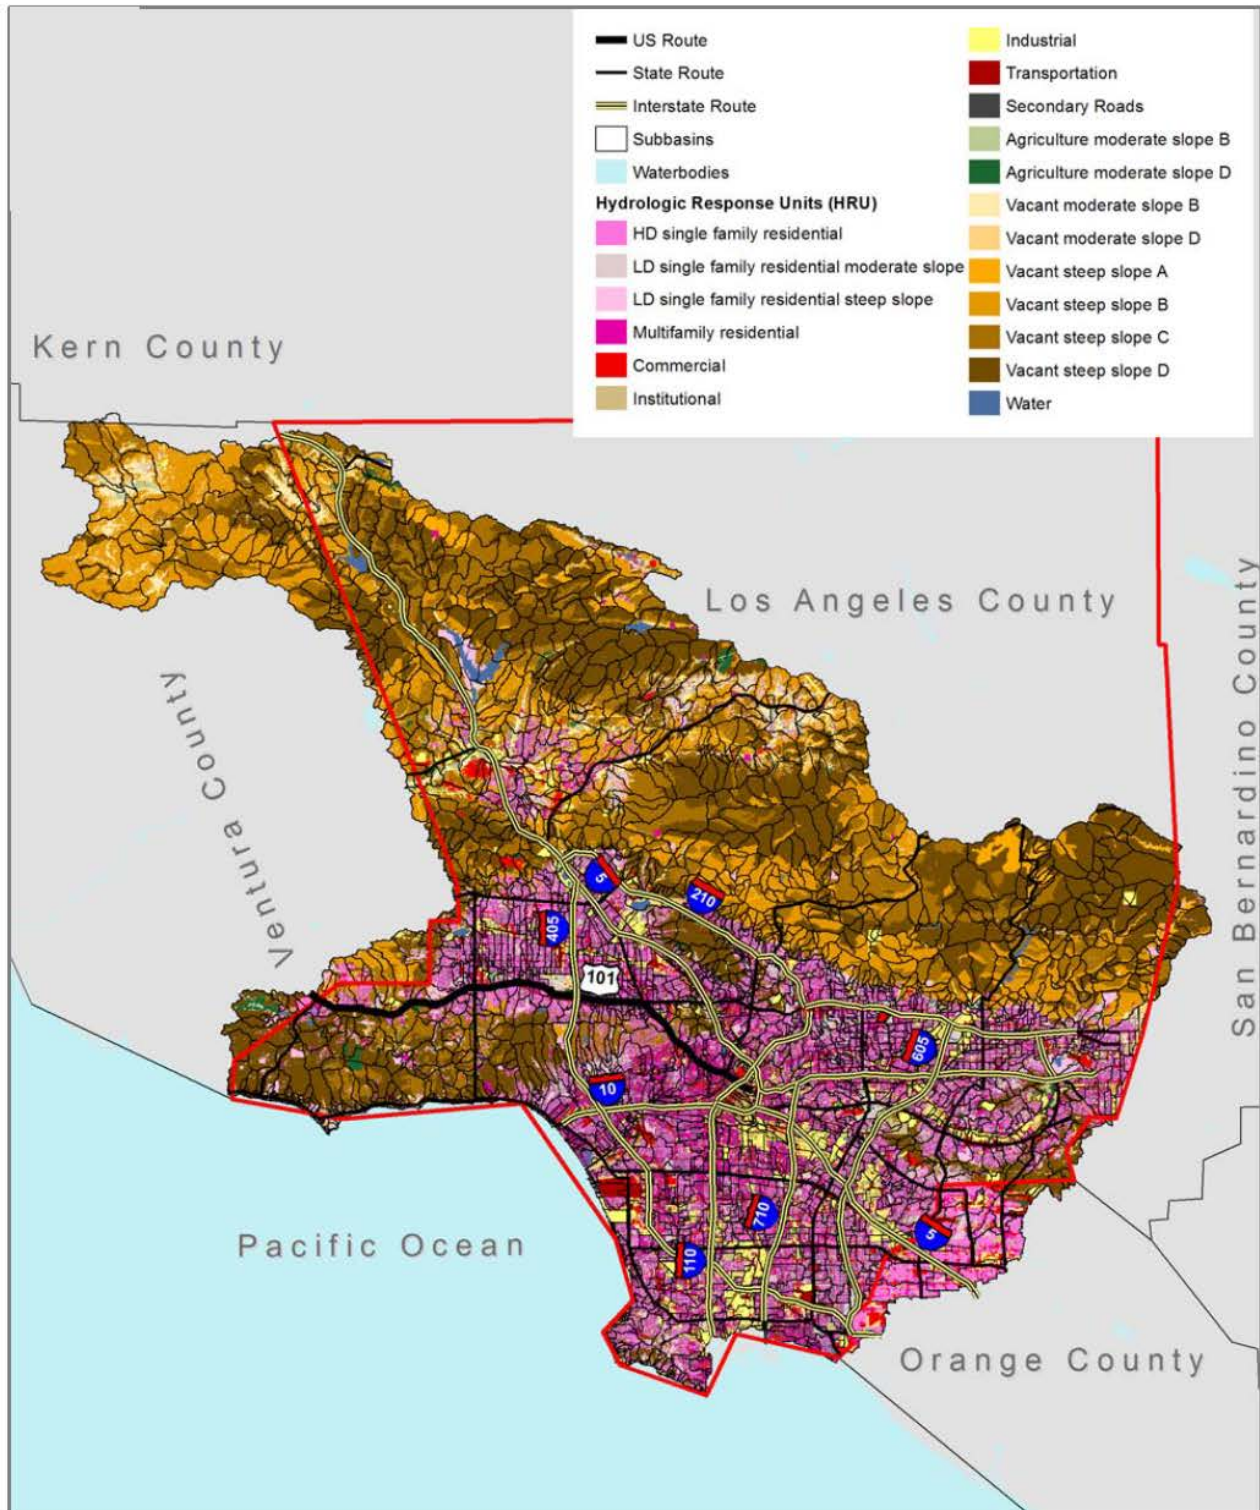 US Route
State Route
Interstate Route
Subbasins
Waterbodies
Hydrologic Response Units (HRU)
HD single family residential
LD single family residential moderate slope
LD single family residential steep slope
Multifamily residential
Commercial
Institutional
Industrial
Transportation
Secondary Roads
Agriculture moderate slope B
Agriculture moderate slope D
Vacant moderate slope B
Vacant moderate slope D
Vacant steep slope A
Vacant steep slope B
Vacant steep slope C
Vacant steep slope D
Water
Kern County
Los Angeles County
San Bernardino County
Ventura County
5
210
405
101
605
10
710
5
110
Pacific Ocean
Orange County